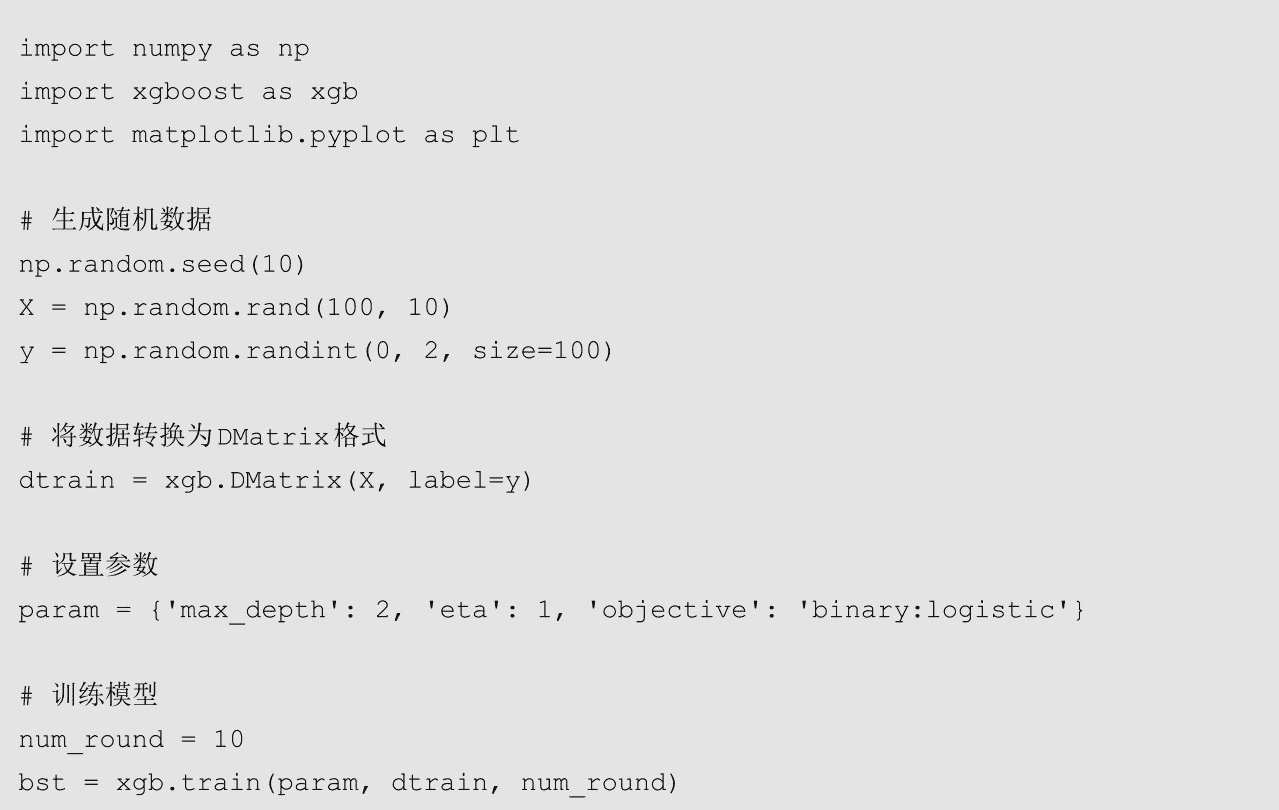 import numpy as np
import xgboost as xgb
import matplotlib.pyplot as plt
# 生成随机数据
np.random.seed(10)
X = np.random.rand(100, 10)
y = np.random.randint(0, 2, size=100)
# 将数据转换为DMatrix格式
dtrain = xgb.DMatrix(X, label=y)
# 设置参数
param = {'max_depth': 2, 'eta': 1, 'objective': 'binary:logistic'}
# 训练模型
num_round = 10
bst = xgb.train(param, dtrain, num_round)